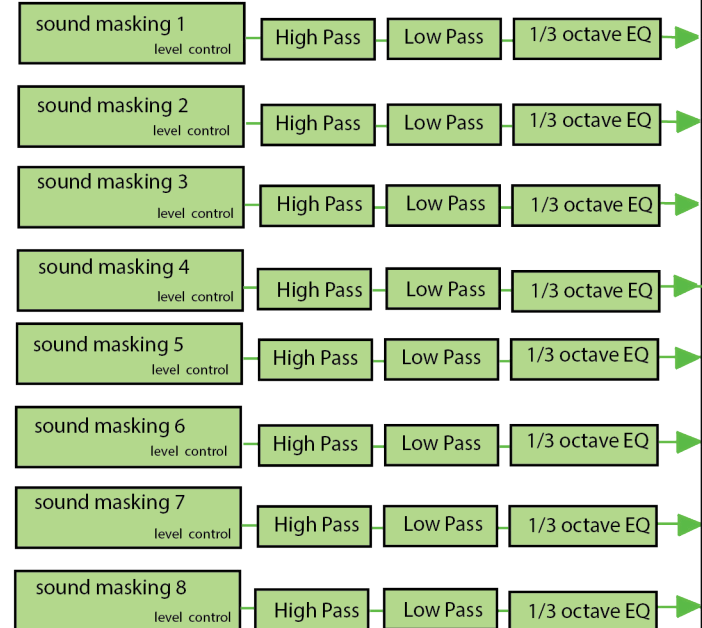 sound masking 1
level control
High Pass
Low Pass
1/3 octave EQ
sound masking 2
level control
High Pass
Low Pass
1/3 octave EQ
sound masking 3
level control
High Pass
Low Pass
1/3 octave EQ
sound masking 4
level control
High Pass
Low Pass
1/3 octave EQ
sound masking 5
level control
High Pass
Low Pass
1/3 octave EQ
sound masking 6
level control
High Pass
Low Pass
1/3 octave EQ
sound masking 7
level control
High Pass
Low Pass
1/3 octave EQ
sound masking 8
level control
High Pass
Low Pass
1/3 octave EQ